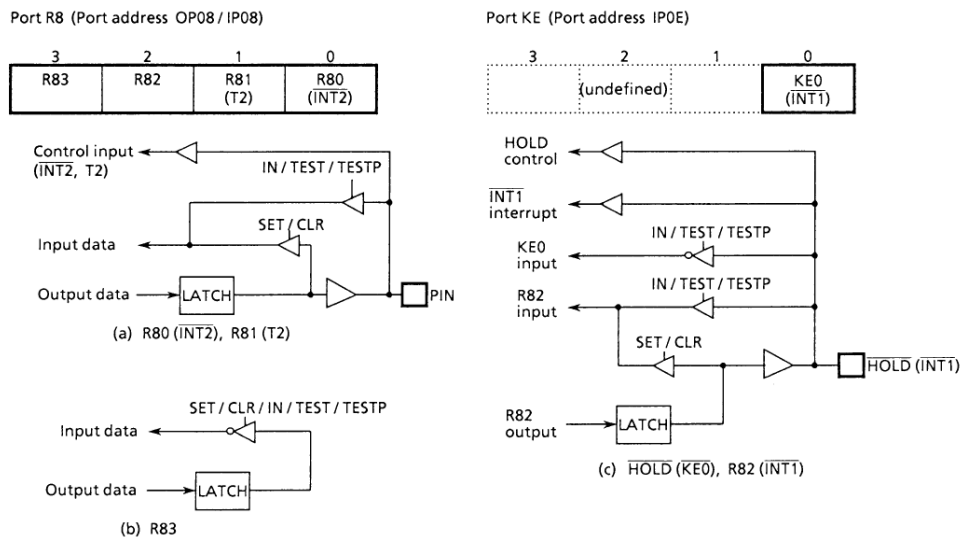 Port R8 (Port address OP08 / IP08)
3 2 1 0
R83 R82 R81 R80
(T2) (INT2)
Control input
(INT2, T2)
IN / TEST / TESTP
SET / CLR
Input data
Output data
LATCH
PIN
(a) R80 (INT2), R81 (T2)
SET / CLR / IN / TEST / TESTP
Input data
Output data
LATCH
(b) R83
Port KE (Port address IP0E)
3 2 1 0
(undefined)
KE0
(INT1)
HOLD
control
INT1
interrupt
IN / TEST / TESTP
KE0
input
IN / TEST / TESTP
R82
input
SET / CLR
HOLD (INT1)
R82
output
LATCH
(c) HOLD (KE0), R82 (INT1)